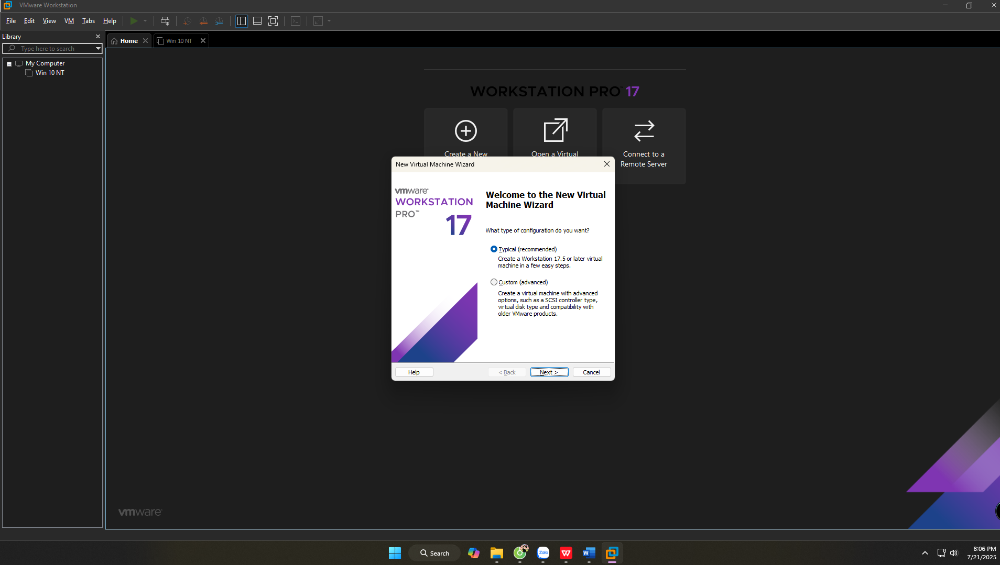 VMware Workstation
File Edit View VM Tabs Help
Library
Type here to search
My Computer
Win 10 NT
Home
Win 10 NT
WORKSTATION PRO™ 17
Create a New
Open a Virtual
Connect to a
Remote Server
New Virtual Machine Wizard
vmware®
WORKSTATION
PRO™
17
Welcome to the New Virtual
Machine Wizard
What type of configuration do you want?
Typical (recommended)
Create a Workstation 17.5 or later virtual
machine in a few easy steps.
Custom (advanced)
Create a virtual machine with advanced
options, such as a SCSI controller type,
virtual disk type and compatibility with
older VMware products.
Help
< Back
Next >
Cancel
vmware®
Search
Zalo
W
W
8:06 PM
7/21/2025